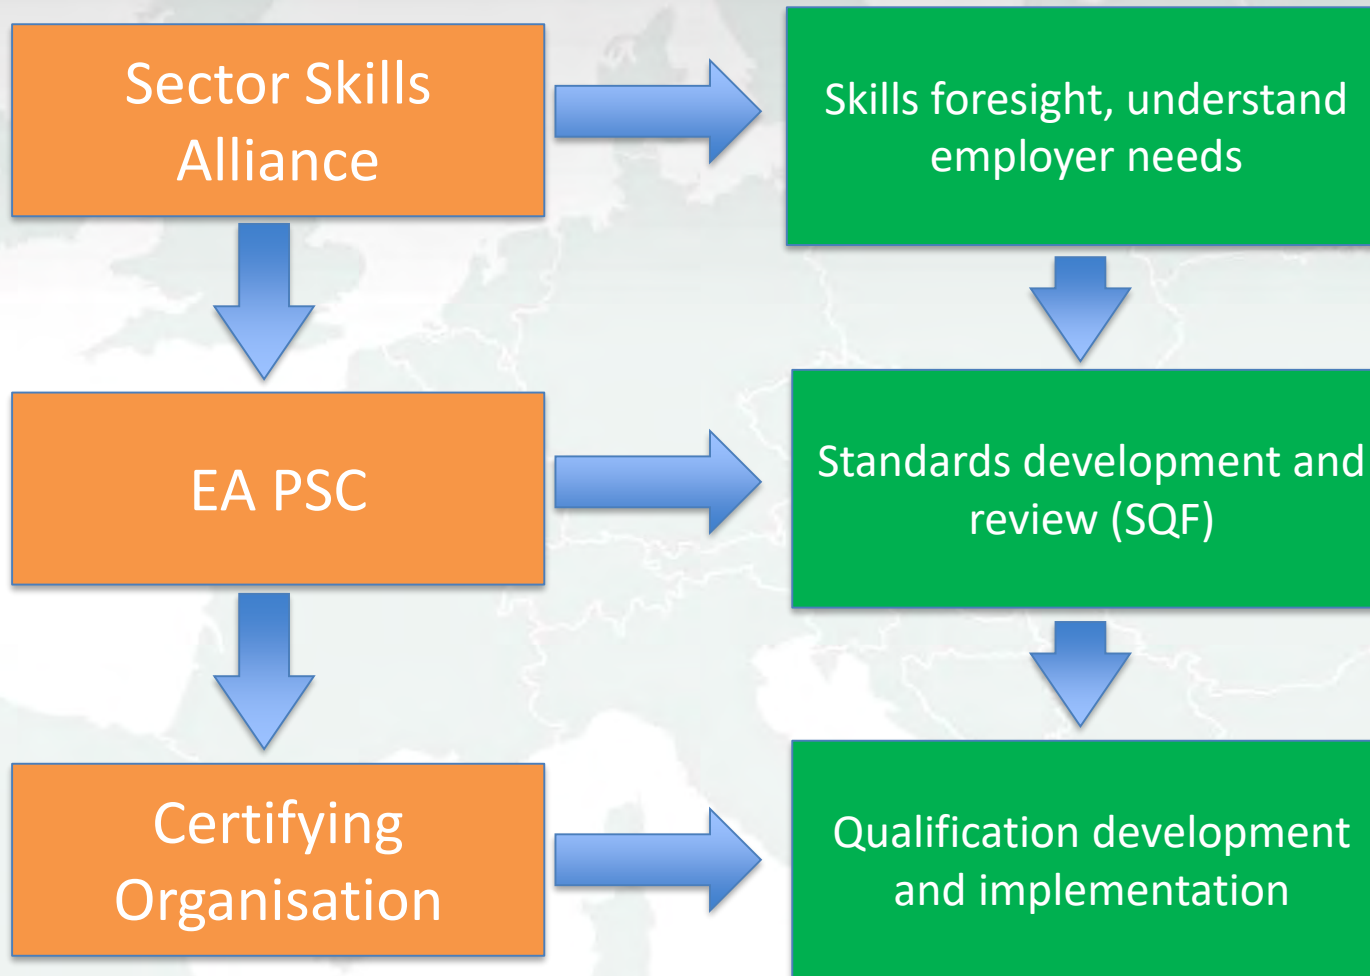 Sector Skills
Alliance
Skills foresight, understand
employer needs
EA PSC
Standards development and
review (SQF)
Certifying
Organisation
Qualification development
and implementation